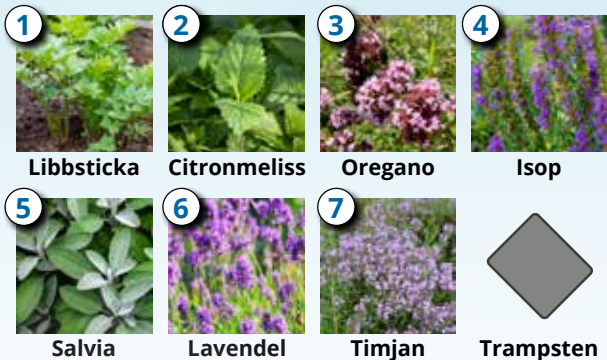 1 2 3 4
Libbsticka Citronmeliss Oregano Isop
5 6 7
Salvia Lavendel Timjan Trampsten